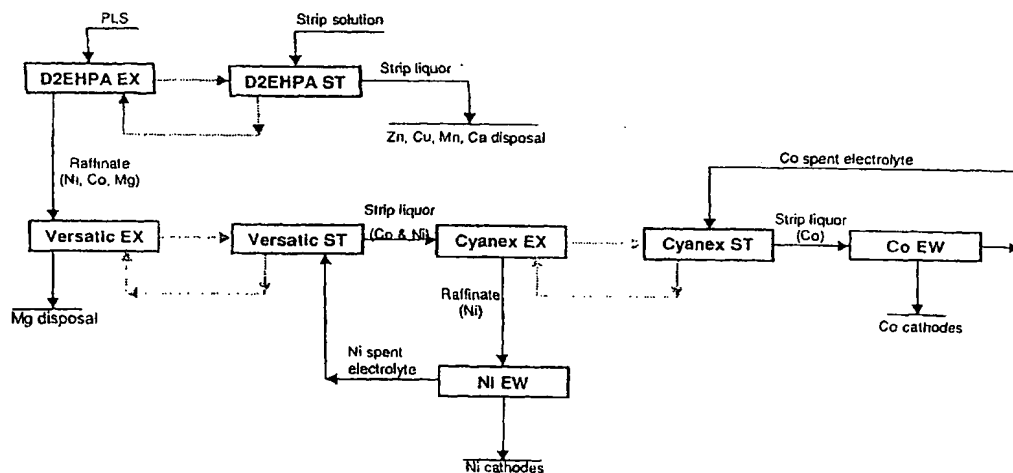 PLS
Strip solution
D2EHPA EX
D2EHPA ST
Strip liquor
Zn, Cu, Mn, Ca disposal
Raffinate
(Ni, Co, Mg)
Co spent electrolyte
Versatic EX
Versatic ST
Strip liquor
(Co & Ni)
Cyanex EX
Cyanex ST
Strip liquor
(Co)
Co EW
Mg disposal
Raffinate
(Ni)
Co cathodes
Ni spent
electrolyte
Ni EW
Ni cathodes